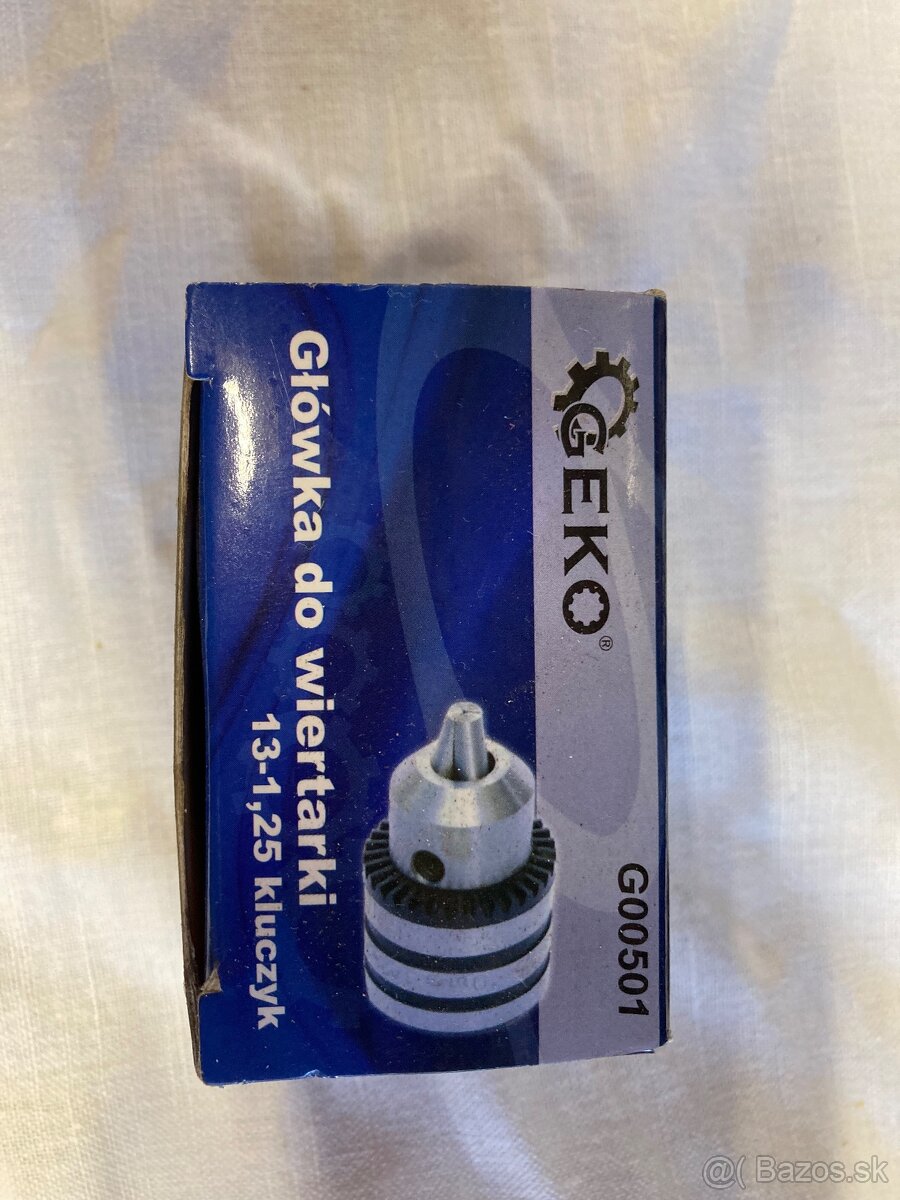 GEKO®
G00501
Główka do wiertarki
13-1,25 kluczyk
@( Bazos.sk